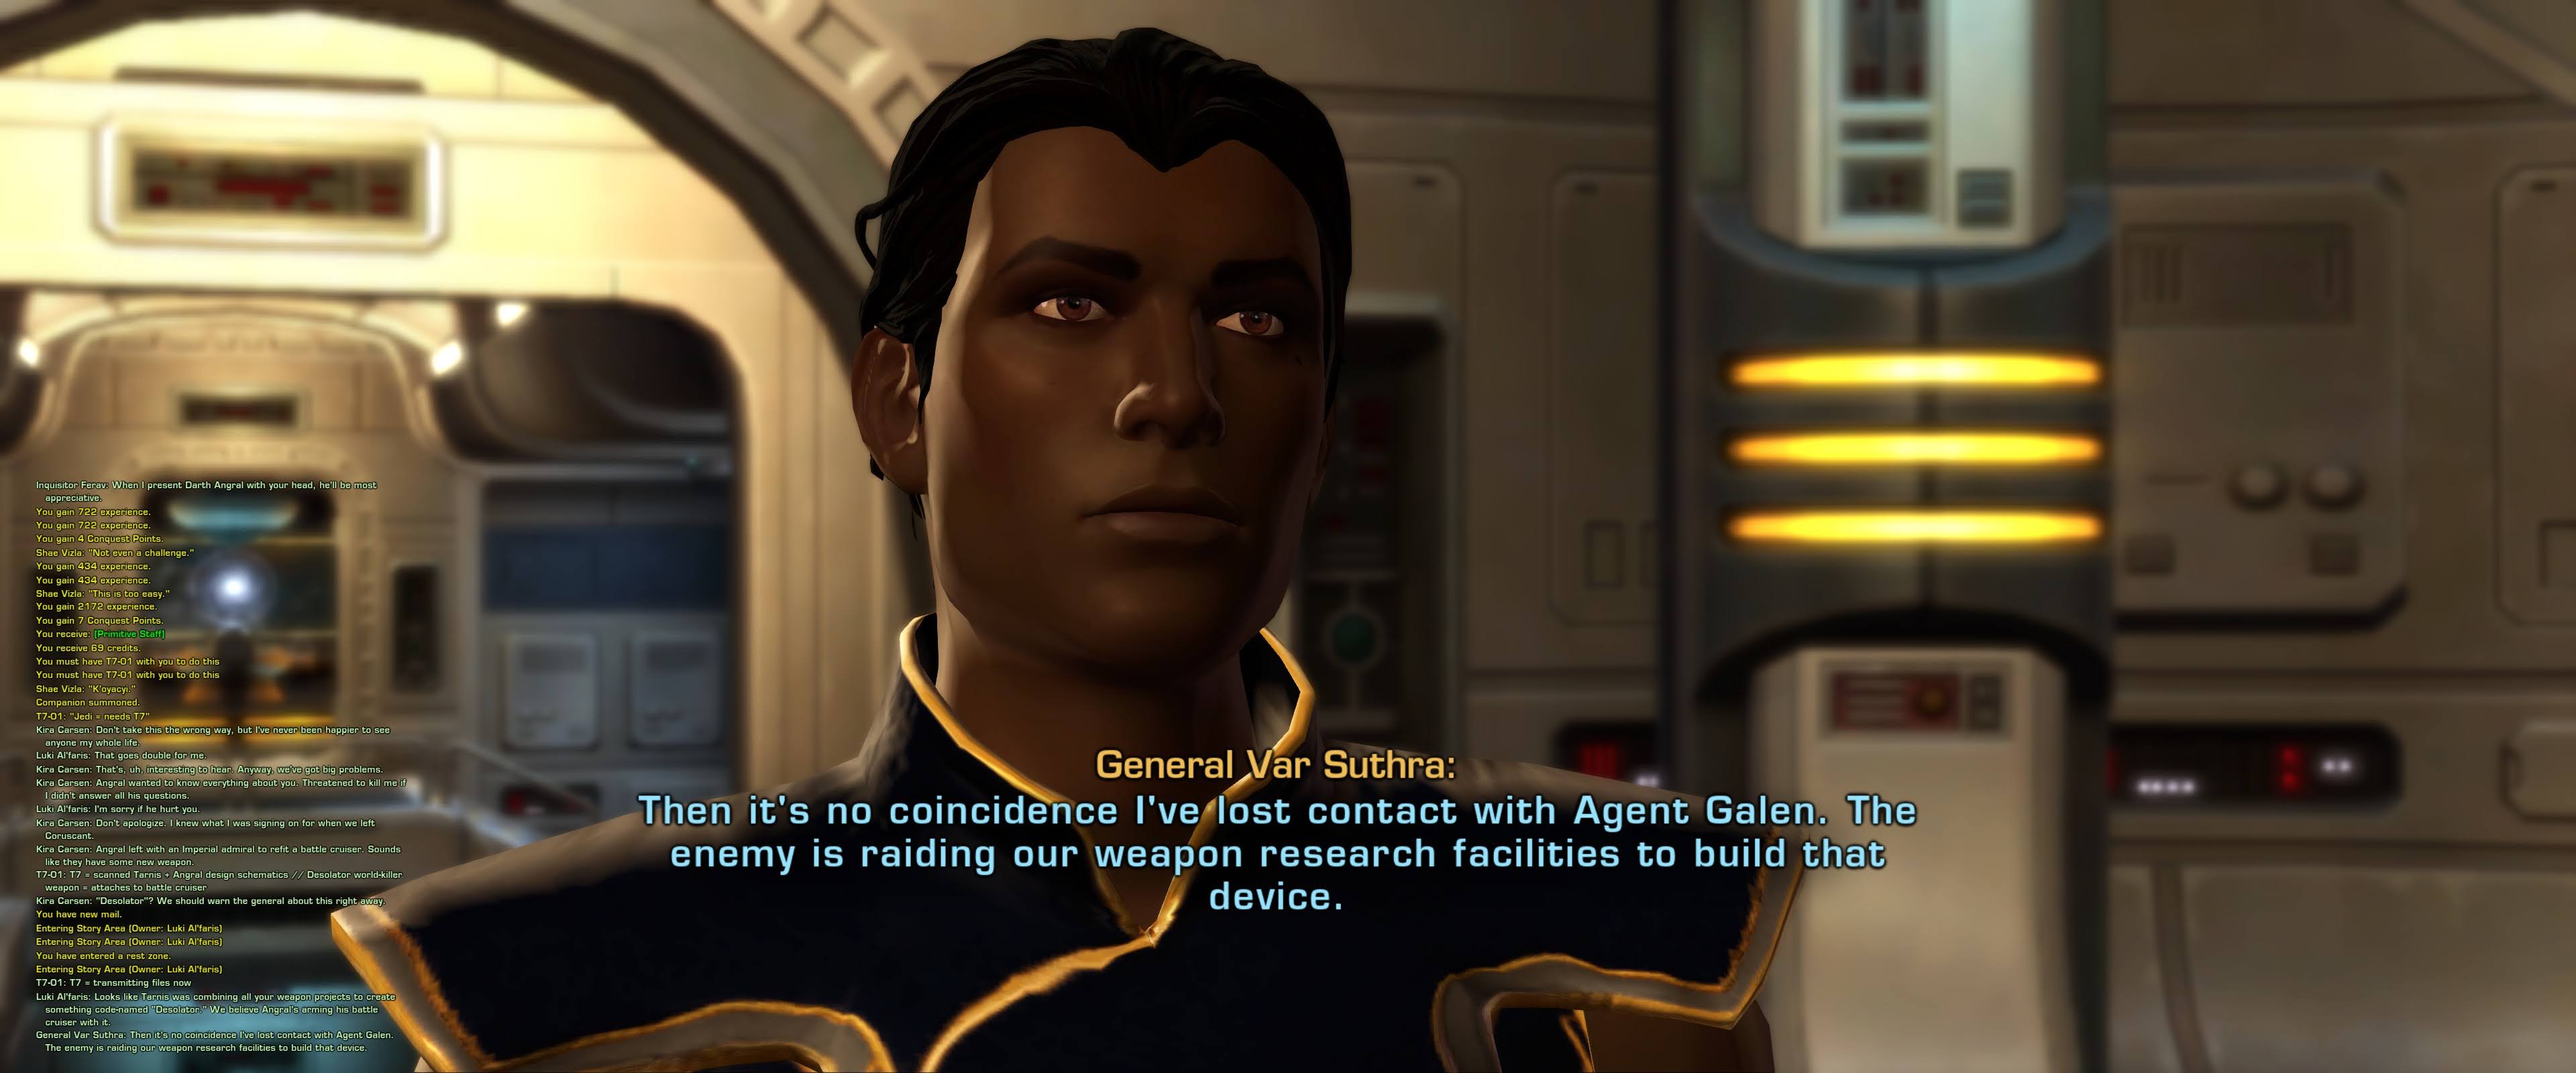 Inquisitor Ferav: When I present Darth Angral with your head, he'll be most
appreciative.
You gain 722 experience.
You gain 722 experience.
You gain 4 Conquest Points.
Shae Vizla: "Not even a challenge."
You gain 434 experience.
You gain 434 experience.
Shae Vizla: "This is too easy."
You gain 2172 experience.
You gain 7 Conquest Points.
You receive: [Primitive Staff]
You receive 69 credits.
You must have T7-01 with you to do this
You must have T7-01 with you to do this
Shae Vizla: "K'oyacyi."
Companion summoned.
T7-01: "Jedi = needs T7"
Kira Carsen: Don't take this the wrong way, but I've never been happier to see
anyone my whole life
Luki Al'faris: That goes double for me.
Kira Carsen: That's, uh, interesting to hear. Anyway, we've got big problems.
Kira Carsen: Angral wanted to know everything about you. Threatened to kill me if
I didn't answer all his questions.
Luki Al'faris: I'm sorry if he hurt you.
Kira Carsen: Don't apologize. I knew what I was signing on for when we left
Coruscant.
Kira Carsen: Angral left with an Imperial admiral to refit a battle cruiser. Sounds
like they have some new weapon.
T7-01: T7 = scanned Tarnis + Angral design schematics // Desolator world-killer
weapon = attaches to battle cruiser
Kira Carsen: "Desolator"? We should warn the general about this right away.
You have new mail.
Entering Story Area (Owner: Luki Al'faris)
Entering Story Area (Owner: Luki Al'faris)
You have entered a rest zone.
Entering Story Area (Owner: Luki Al'faris)
T7-01: T7 = transmitting files now
Luki Al'faris: Looks like Tarnis was combining all your weapon projects to create
something code-named "Desolator." We believe Angral's arming his battle
cruiser with it.
General Var Suthra: Then it's no coincidence I've lost contact with Agent Galen.
The enemy is raiding our weapon research facilities to build that device.
General Var Suthra:
Then it's no coincidence I've lost contact with Agent Galen. The
enemy is raiding our weapon research facilities to build that
device.